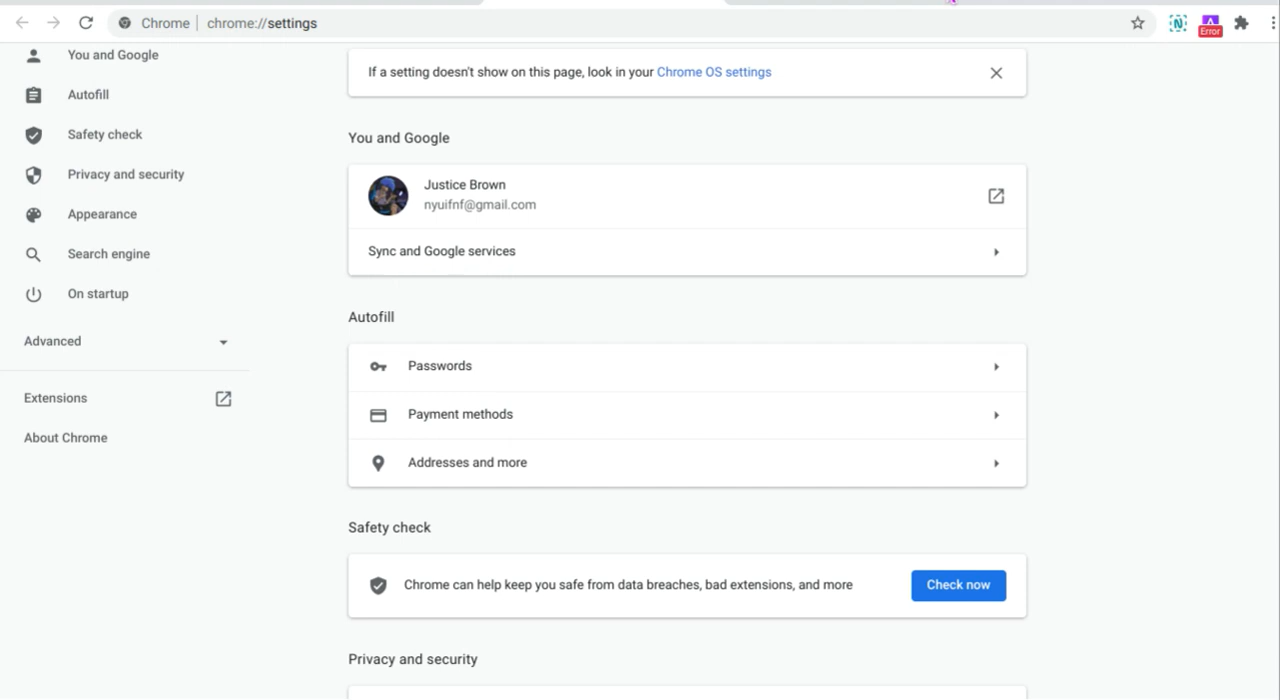 Chrome | chrome://settings
Error
You and Google
Autofill
Safety check
Privacy and security
Appearance
Search engine
On startup
Advanced
Extensions
About Chrome
If a setting doesn't show on this page, look in your Chrome OS settings
You and Google
Justice Brown
nyuifnf@gmail.com
Sync and Google services
Autofill
Passwords
Payment methods
Addresses and more
Safety check
Chrome can help keep you safe from data breaches, bad extensions, and more
Check now
Privacy and security